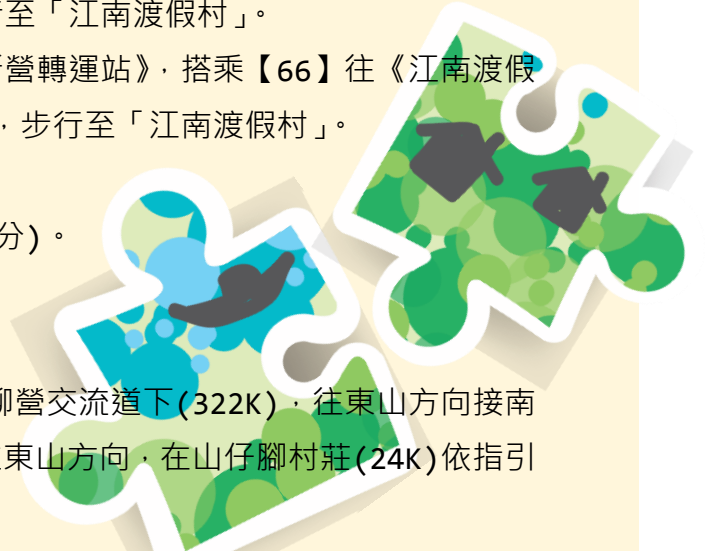 至「江南渡假村」。
營轉運站》,搭乘【66】往《江南渡假
,步行至「江南渡假村」。
分)。
營交流道下(322K),往東山方向接南
東山方向,在山仔腳村莊(24K)依指引